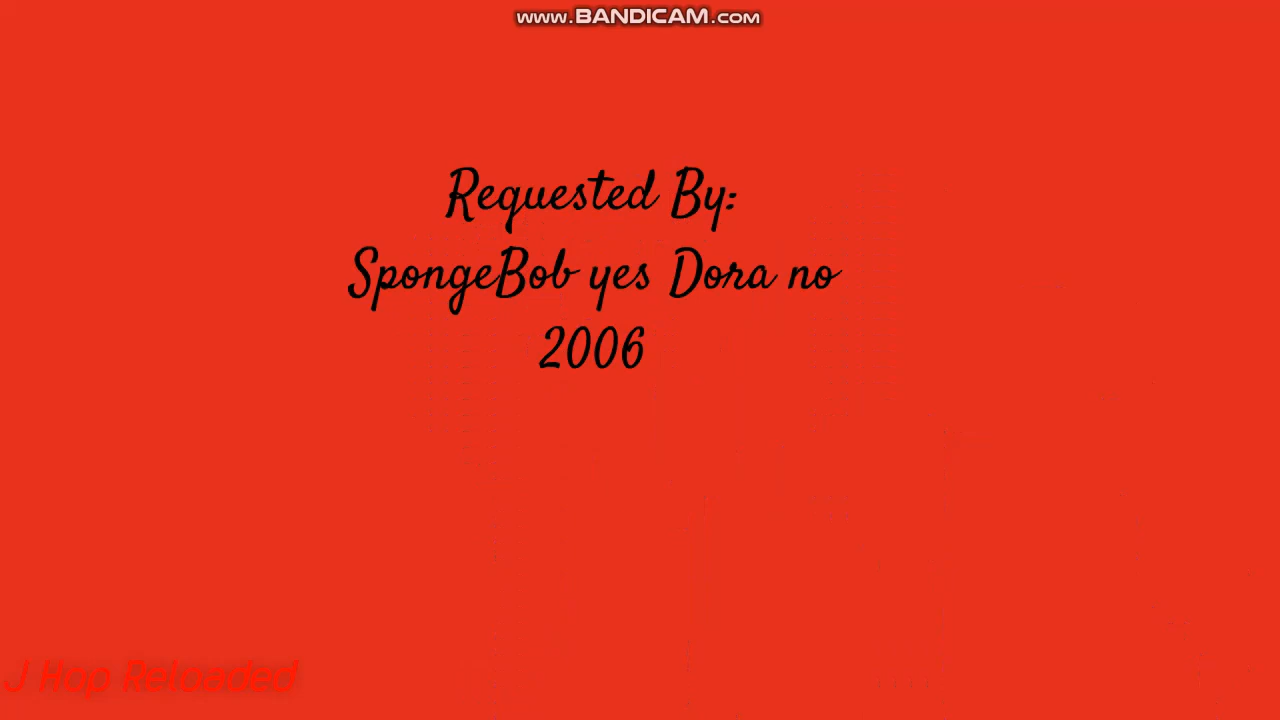 www.BANDICAM.com
Requested By:
SpongeBob yes Dora no
2006
J Hop Reloaded